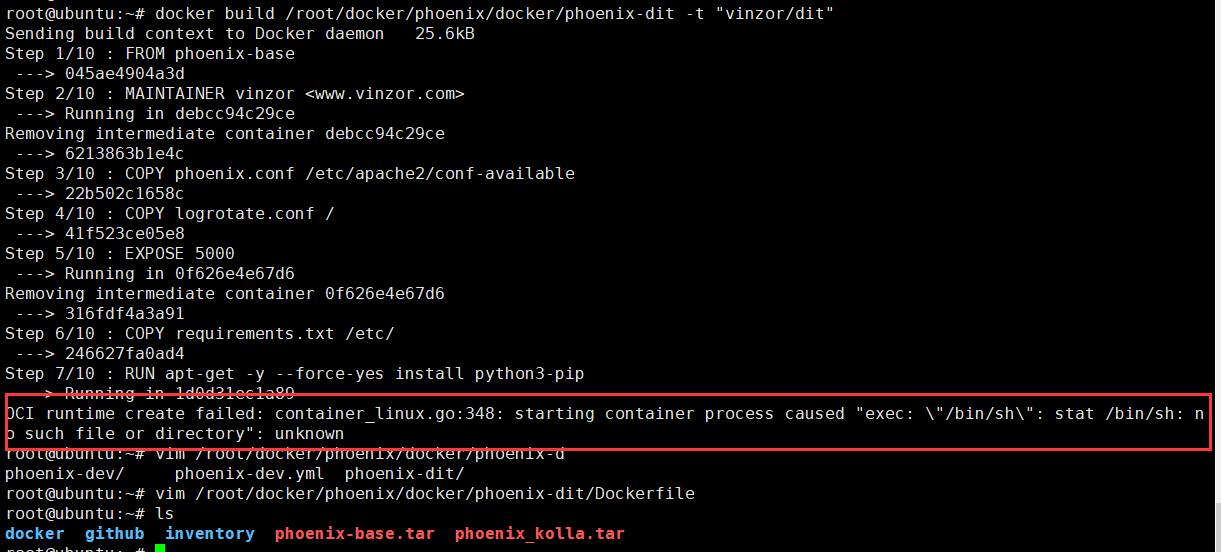 root@ubuntu:~# docker build /root/docker/phoenix/docker/phoenix-dit -t "vinzor/dit"
Sending build context to Docker daemon   25.6kB
Step 1/10 : FROM phoenix-base
 ---> 045ae4904a3d
Step 2/10 : MAINTAINER vinzor <www.vinzor.com>
 ---> Running in debcc94c29ce
Removing intermediate container debcc94c29ce
 ---> 6213863b1e4c
Step 3/10 : COPY phoenix.conf /etc/apache2/conf-available
 ---> 22b502c1658c
Step 4/10 : COPY logrotate.conf /
 ---> 41f523ce05e8
Step 5/10 : EXPOSE 5000
 ---> Running in 0f626e4e67d6
Removing intermediate container 0f626e4e67d6
 ---> 316fdf4a3a91
Step 6/10 : COPY requirements.txt /etc/
 ---> 246627fa0ad4
Step 7/10 : RUN apt-get -y --force-yes install python3-pip
 ---> Running in 1d0d31ec1a89
OCI runtime create failed: container_linux.go:348: starting container process caused "exec: \"/bin/sh\": stat /bin/sh: n
o such file or directory": unknown
root@ubuntu:~# vim /root/docker/phoenix/docker/phoenix-d
phoenix-dev/     phoenix-dev.yml  phoenix-dit/
root@ubuntu:~# vim /root/docker/phoenix/docker/phoenix-dit/Dockerfile
root@ubuntu:~# ls
docker  github  inventory  phoenix-base.tar  phoenix_kolla.tar
root@ubuntu:~#